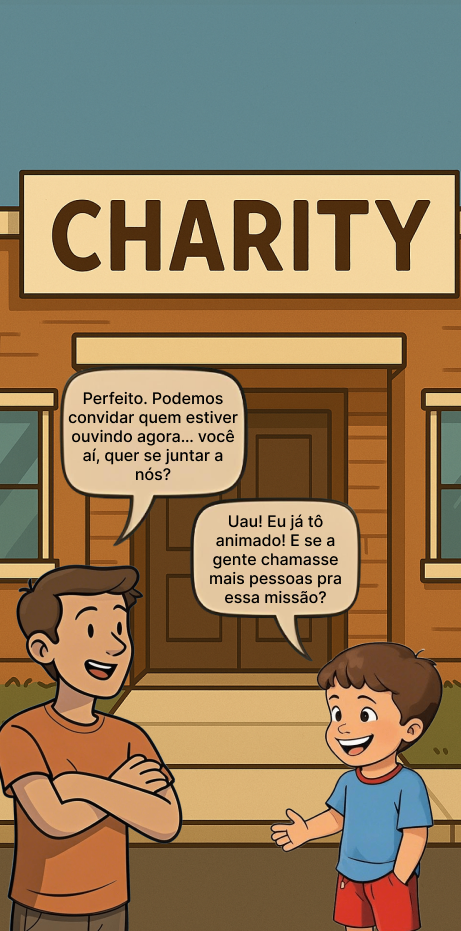 CHARITY
Perfeito. Podemos
convidar quem estiver
ouvindo agora... você
aí, quer se juntar a
nós?
Uau! Eu já tô
animado! E se a
gente chamasse
mais pessoas pra
essa missão?